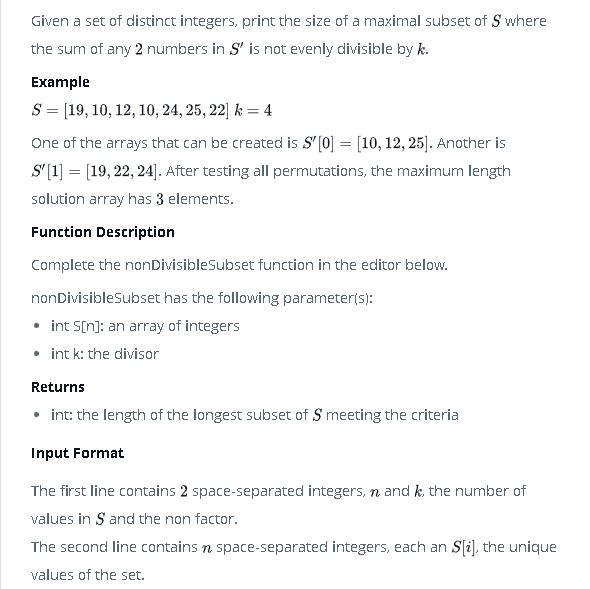 Given a set of distinct integers, print the size of a maximal subset of S where
the sum of any 2 numbers in S′ is not evenly divisible by k.
Example
S = [19, 10, 12, 10, 24, 25, 22] k = 4
One of the arrays that can be created is S′[0] = [10, 12, 25]. Another is
S′[1] = [19, 22, 24]. After testing all permutations, the maximum length
solution array has 3 elements.
Function Description
Complete the nonDivisibleSubset function in the editor below.
nonDivisibleSubset has the following parameter(s):
• int S[n]: an array of integers
• int k: the divisor
Returns
• int: the length of the longest subset of S meeting the criteria
Input Format
The first line contains 2 space-separated integers, n and k, the number of
values in S and the non factor.
The second line contains n space-separated integers, each an S[i], the unique
values of the set.